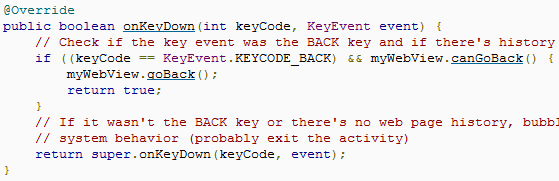 @Override
public boolean onKeyDown(int keyCode, KeyEvent event) {
    // Check if the key event was the BACK key and if there's history
    if ((keyCode == KeyEvent.KEYCODE_BACK) && myWebView.canGoBack() {
        myWebView.goBack();
        return true;
    }
    // If it wasn't the BACK key or there's no web page history, bubbl
    // system behavior (probably exit the activity)
    return super.onKeyDown(keyCode, event);
}